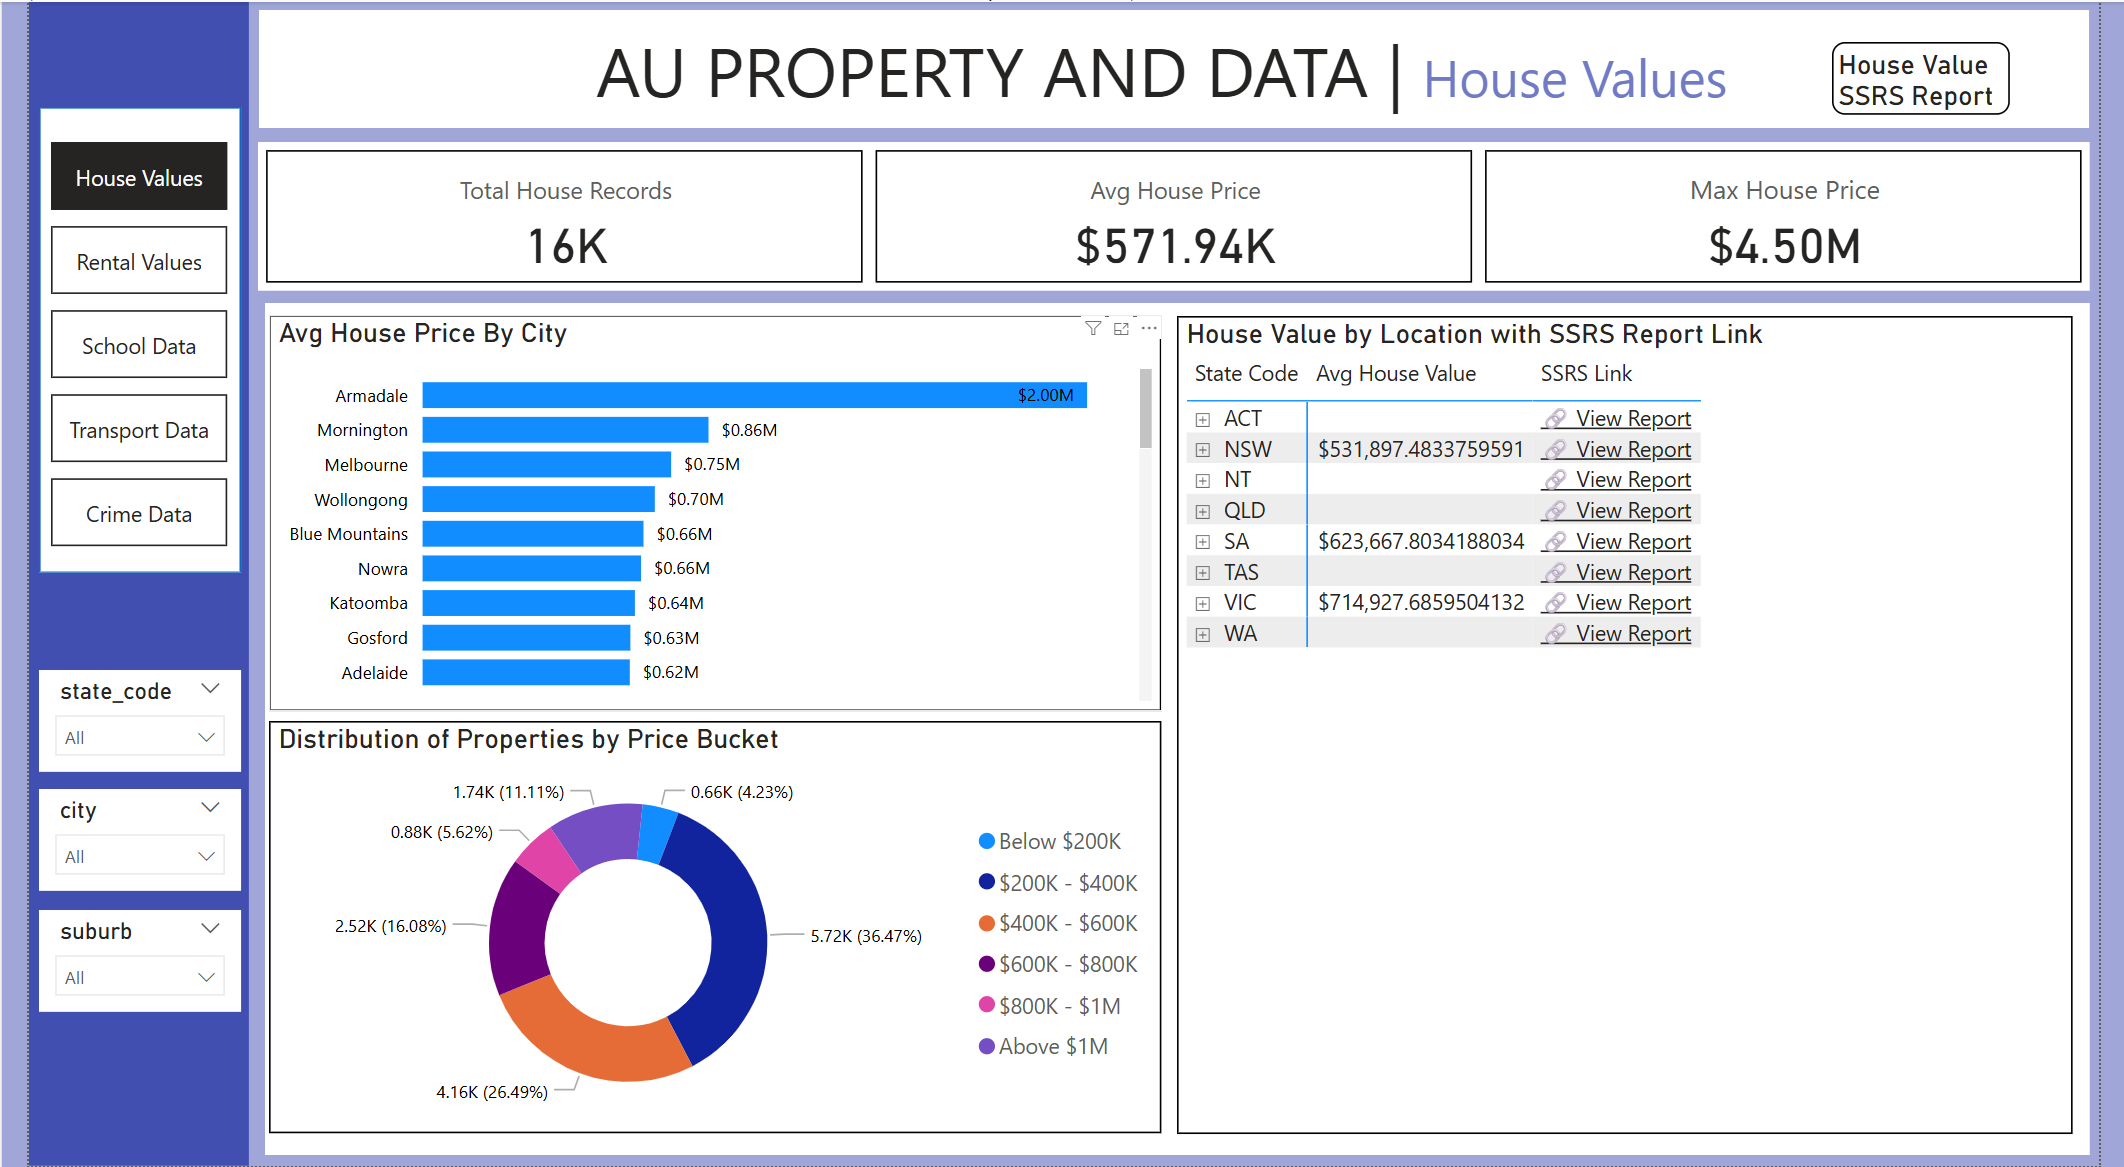 AU PROPERTY AND DATA | House Values
House Value
SSRS Report
House Values
Rental Values
School Data
Transport Data
Crime Data
state_code
All
city
All
suburb
All
Total House Records
16K
Avg House Price
$571.94K
Max House Price
$4.50M
Avg House Price By City
Armadale $2.00M
Mornington $0.86M
Melbourne $0.75M
Wollongong $0.70M
Blue Mountains $0.66M
Nowra $0.66M
Katoomba $0.64M
Gosford $0.63M
Adelaide $0.62M
Distribution of Properties by Price Bucket
1.74K (11.11%)
0.66K (4.23%)
0.88K (5.62%)
2.52K (16.08%)
5.72K (36.47%)
4.16K (26.49%)
Below $200K
$200K - $400K
$400K - $600K
$600K - $800K
$800K - $1M
Above $1M
House Value by Location with SSRS Report Link
State Code Avg House Value SSRS Link
ACT View Report
NSW $531,897.4833759591 View Report
NT View Report
QLD View Report
SA $623,667.8034188034 View Report
TAS View Report
VIC $714,927.6859504132 View Report
WA View Report